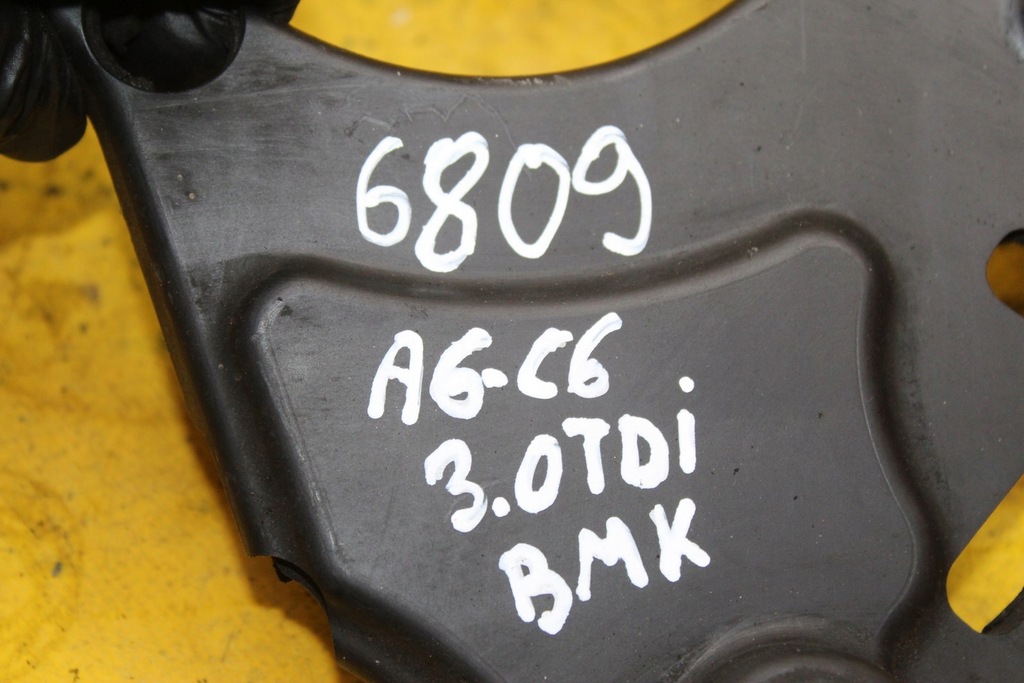 6809
A6-C6
3.0TDi
BMK